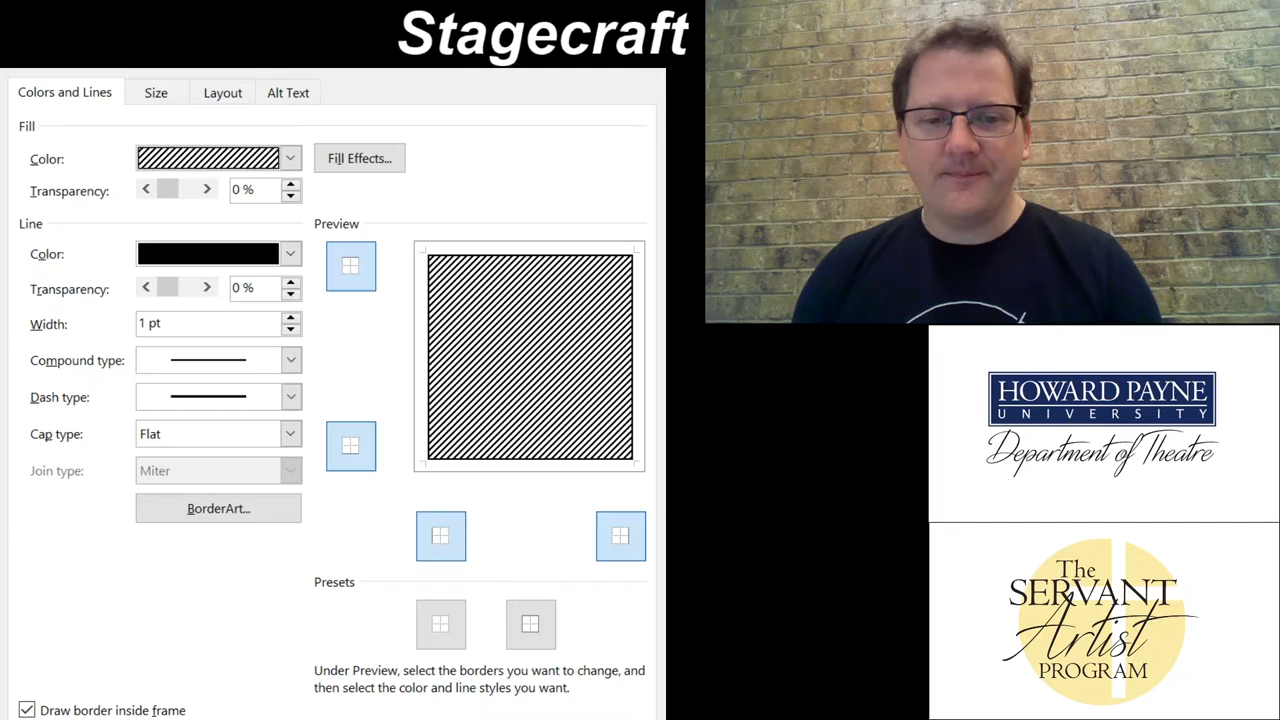 Stagecraft
Colors and Lines
Size
Layout
Alt Text
Fill
Color:
Fill Effects...
Transparency:
0 %
Line
Preview
Color:
Transparency:
0 %
Width:
1 pt
Compound type:
Dash type:
Cap type:
Flat
Join type:
Miter
BorderArt...
Presets
Under Preview, select the borders you want to change, and
then select the color and line styles you want.
Draw border inside frame
HOWARD PAYNE
UNIVERSITY
Department of Theatre
The
SERVANT
Artist
PROGRAM